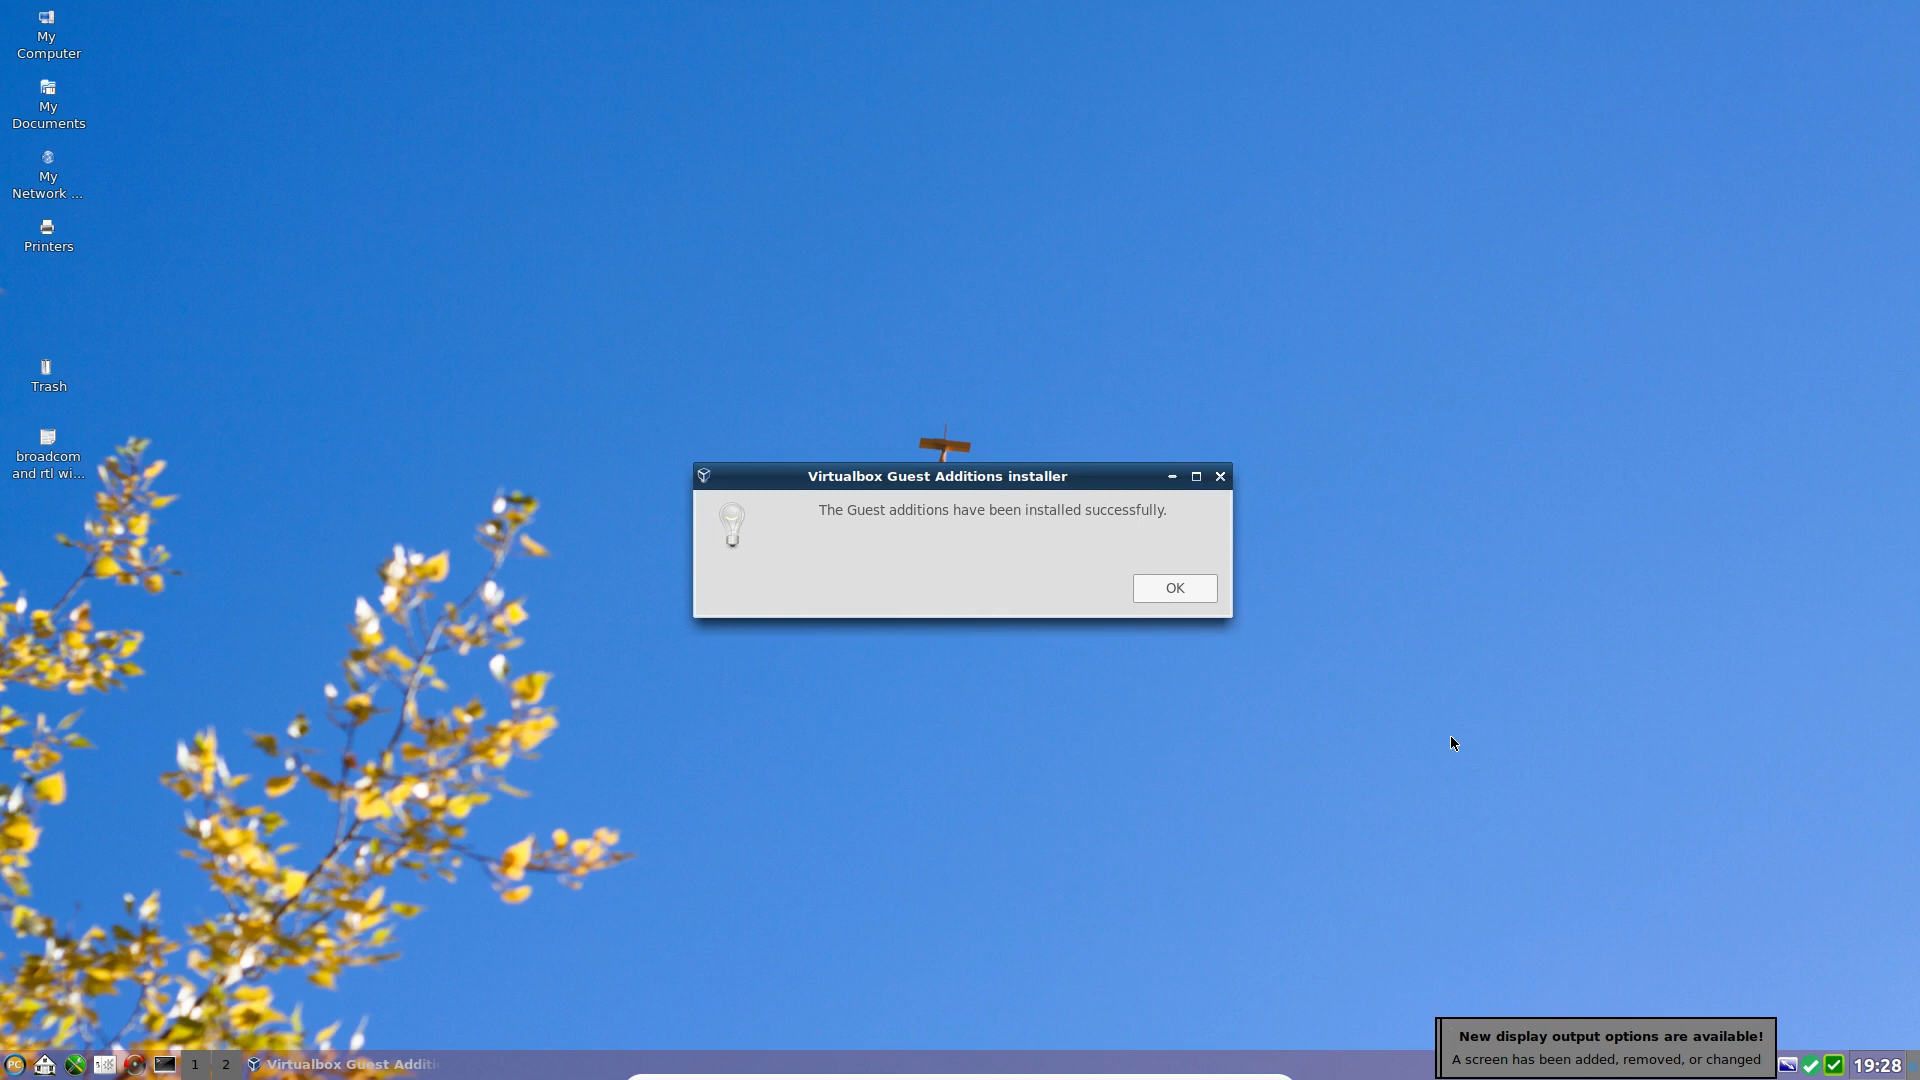 My
Computer
My
Documents
My
Network ...
Printers
Trash
broadcom
and rtl wi...
Virtualbox Guest Additions installer
The Guest additions have been installed successfully.
OK
New display output options are available!
A screen has been added, removed, or changed
PC
1
2
Virtualbox Guest Additi
19:28